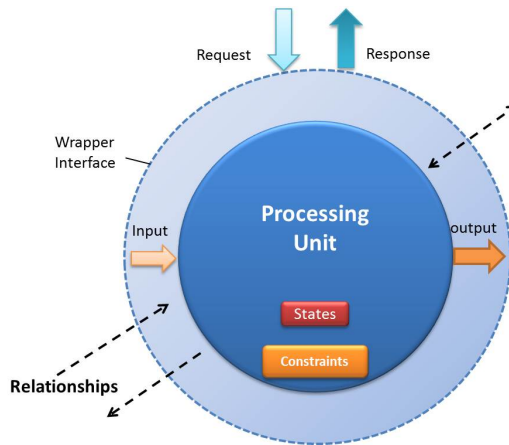 Request
Response
Wrapper
Interface
Processing
Unit
Input
output
States
Constraints
Relationships